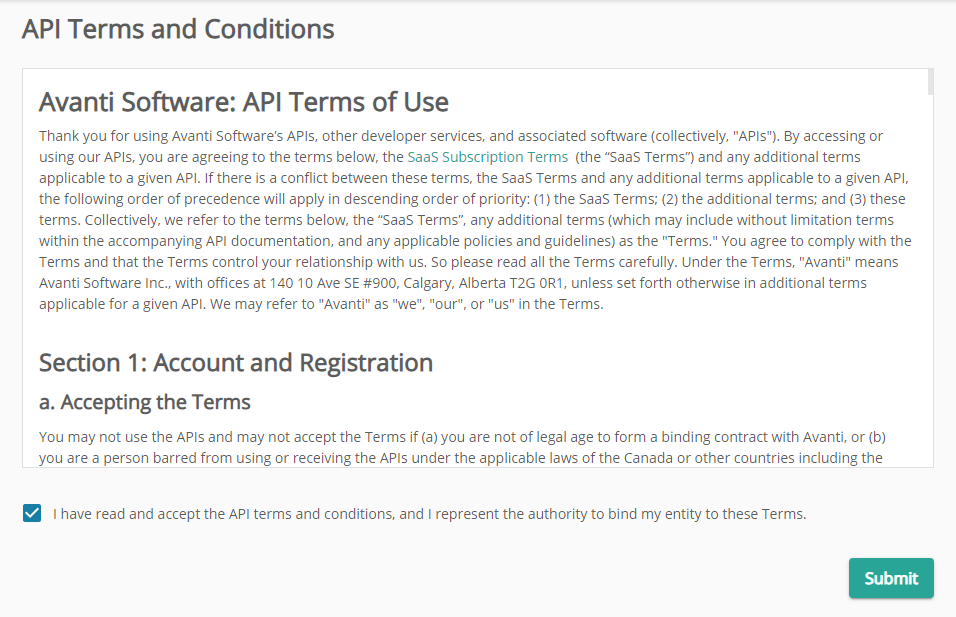 API Terms and Conditions
Avanti Software: API Terms of Use
Thank you for using Avanti Software's APIs, other developer services, and associated software (collectively, "APIs"). By accessing or
using our APIs, you are agreeing to the terms below, the SaaS Subscription Terms (the “SaaS Terms”) and any additional terms
applicable to a given API. If there is a conflict between these terms, the SaaS Terms and any additional terms applicable to a given API,
the following order of precedence will apply in descending order of priority: (1) the SaaS Terms; (2) the additional terms; and (3) these
terms. Collectively, we refer to the terms below, the “SaaS Terms”, any additional terms (which may include without limitation terms
within the accompanying API documentation, and any applicable policies and guidelines) as the "Terms." You agree to comply with the
Terms and that the Terms control your relationship with us. So please read all the Terms carefully. Under the Terms, "Avanti" means
Avanti Software Inc., with offices at 140 10 Ave SE #900, Calgary, Alberta T2G 0R1, unless set forth otherwise in additional terms
applicable for a given API. We may refer to "Avanti" as "we", "our", or "us" in the Terms.
Section 1: Account and Registration
a. Accepting the Terms
You may not use the APIs and may not accept the Terms if (a) you are not of legal age to form a binding contract with Avanti, or (b)
you are a person barred from using or receiving the APIs under the applicable laws of the Canada or other countries including the
I have read and accept the API terms and conditions, and I represent the authority to bind my entity to these Terms.
Submit